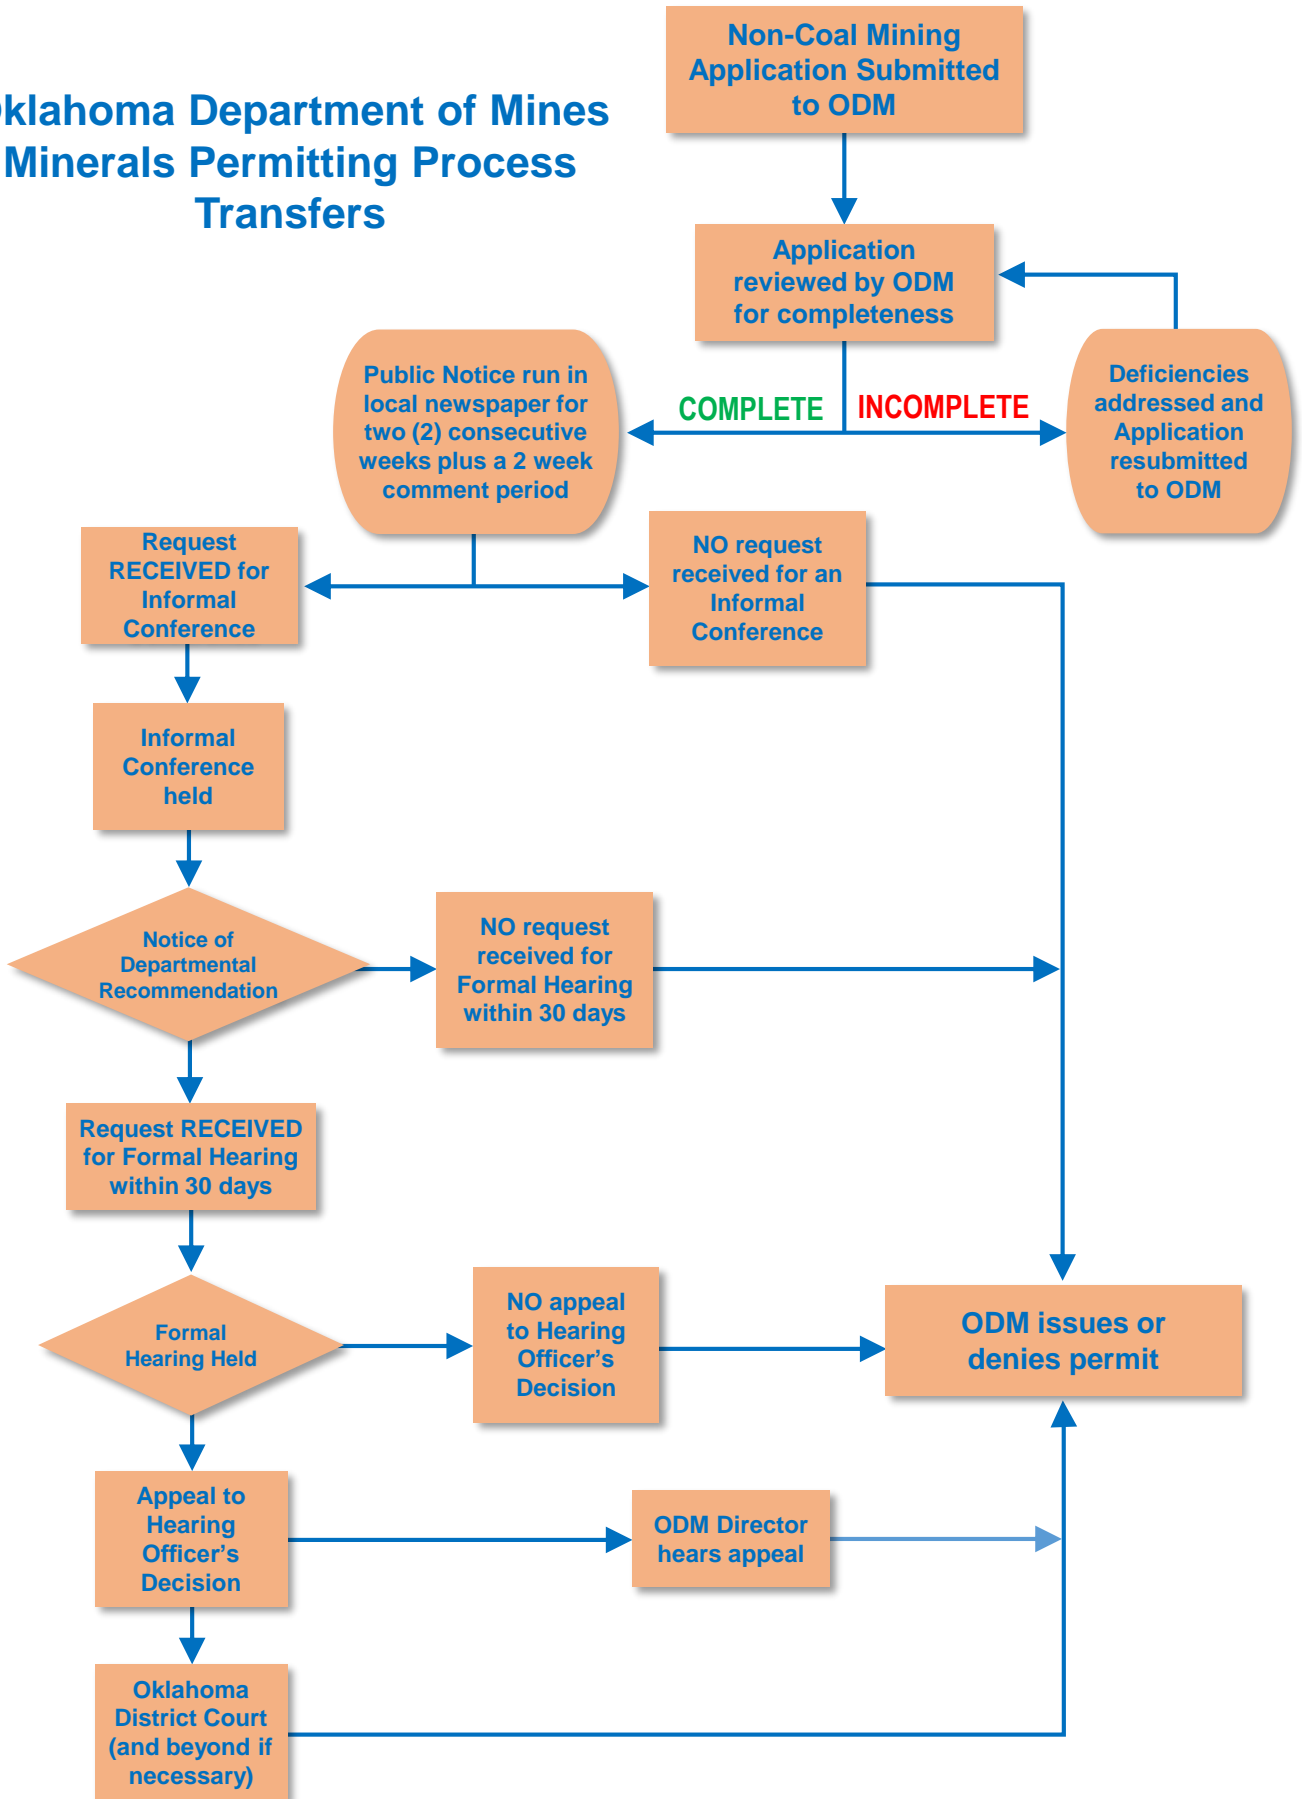 Non-Coal Mining
Application Submitted
to ODM
klahoma Department of Mines
Minerals Permitting Process
Transfers
Application
reviewed by ODM
for completeness
Public Notice run in
local newspaper for
two (2) consecutive
weeks plus a 2 week
comment period
COMPLETE
INCOMPLETE
Deficiencies
addressed and
Application
resubmitted
to ODM
Request
RECEIVED for
Informal
Conference
NO request
received for an
Informal
Conference
Informal
Conference
held
Notice of
Departmental
Recommendation
NO request
received for
Formal Hearing
within 30 days
Request RECEIVED
for Formal Hearing
within 30 days
Formal
Hearing Held
NO appeal
to Hearing
Officer's
Decision
ODM issues or
denies permit
Appeal to
Hearing
Officer's
Decision
ODM Director
hears appeal
Oklahoma
District Court
(and beyond if
necessary)